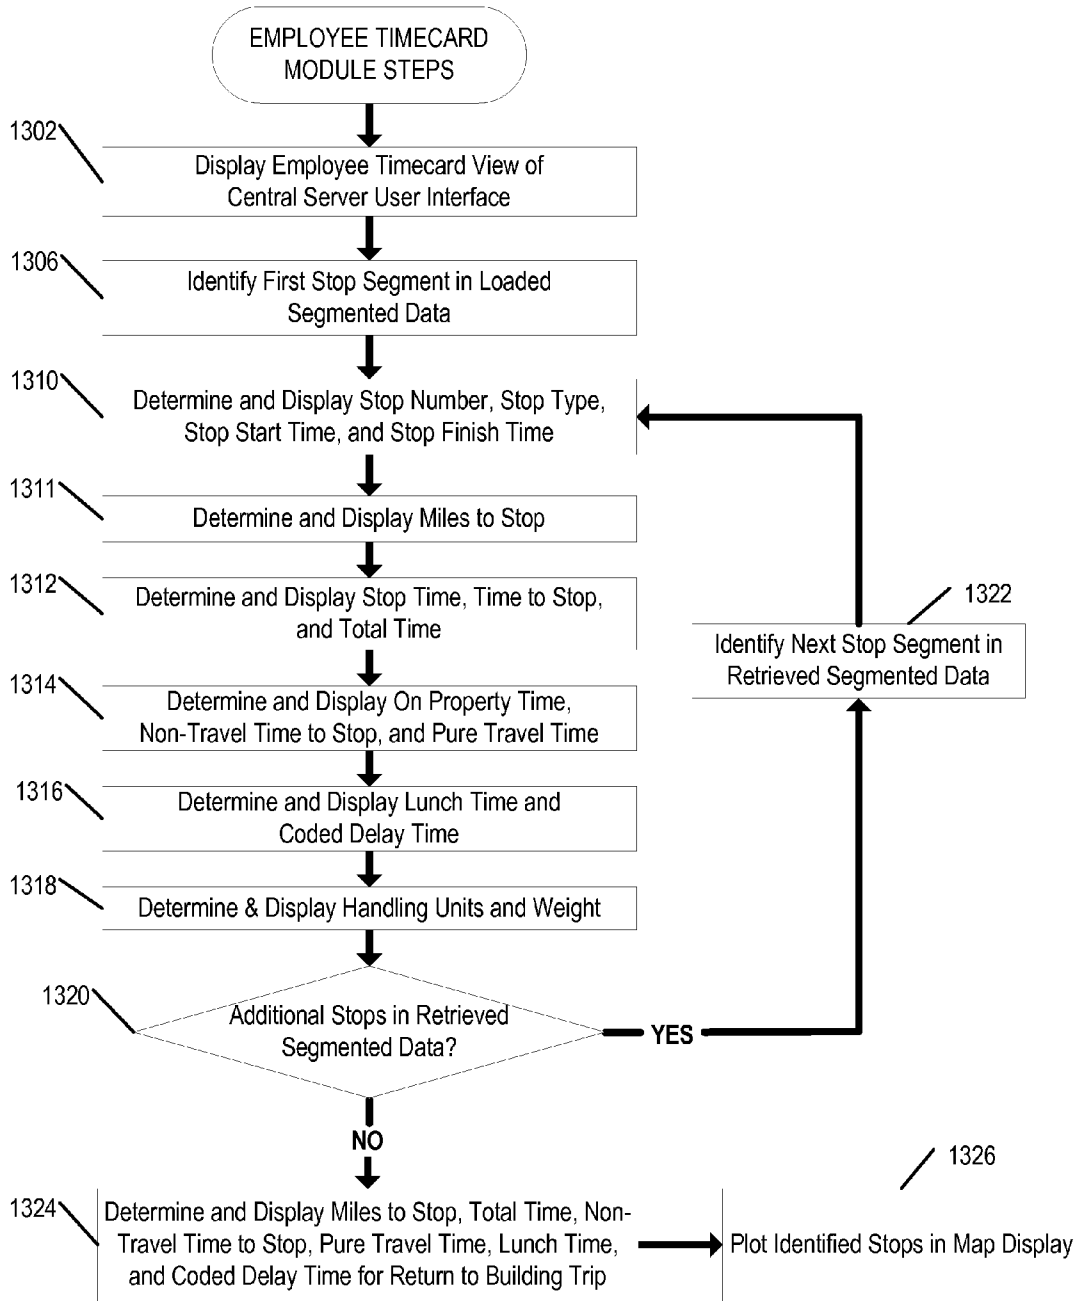 EMPLOYEE TIMECARD
MODULE STEPS
1302
Display Employee Timecard View of
Central Server User Interface
1306
Identify First Stop Segment in Loaded
Segmented Data
1310
Determine and Display Stop Number, Stop Type,
Stop Start Time, and Stop Finish Time
1311
Determine and Display Miles to Stop
1312
Determine and Display Stop Time, Time to Stop,
and Total Time
1314
Determine and Display On Property Time,
Non-Travel Time to Stop, and Pure Travel Time
1316
Determine and Display Lunch Time and
Coded Delay Time
1318
Determine & Display Handling Units and Weight
1320
Additional Stops in Retrieved
Segmented Data?
YES
1322
Identify Next Stop Segment in
Retrieved Segmented Data
NO
1324
Determine and Display Miles to Stop, Total Time, Non-
Travel Time to Stop, Pure Travel Time, Lunch Time,
and Coded Delay Time for Return to Building Trip
1326
Plot Identified Stops in Map Display